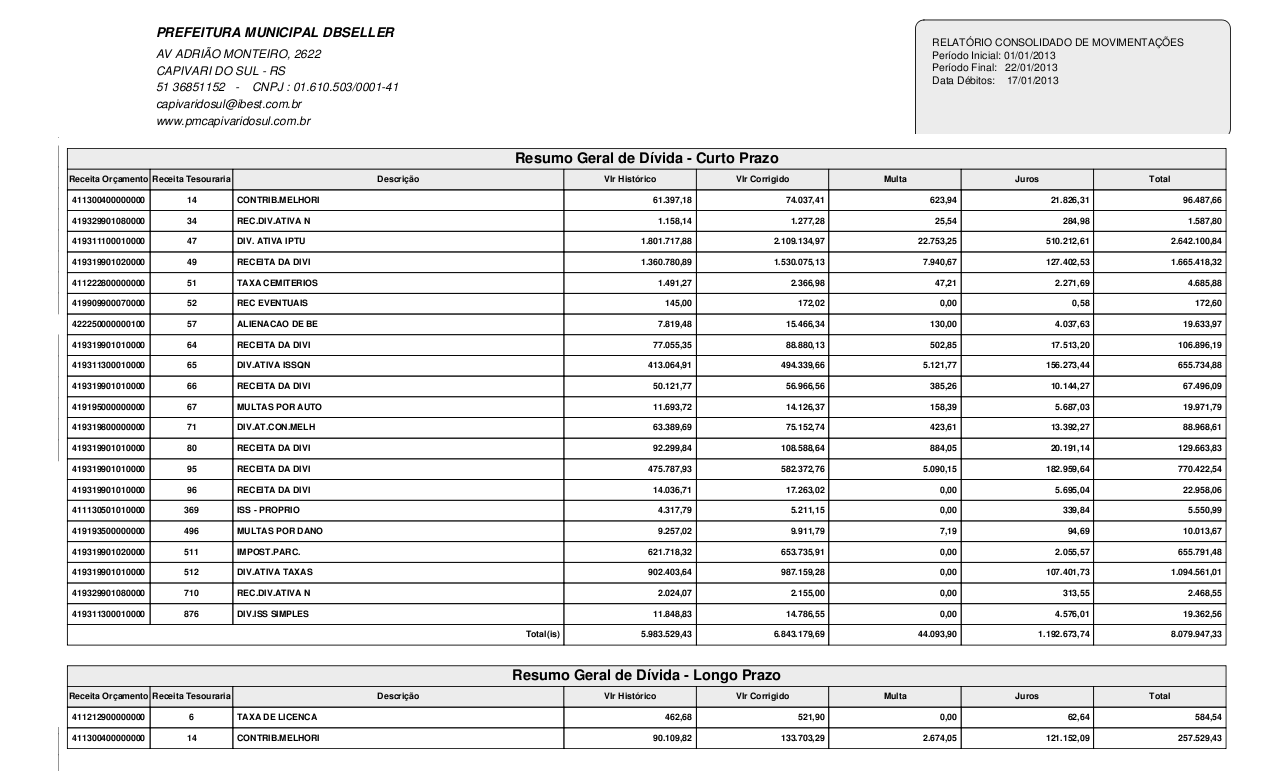 PREFEITURA MUNICIPAL DBSELLER
AV ADRIÃO MONTEIRO, 2622
CAPIVARI DO SUL - RS
51 36851152 - CNPJ : 01.610.503/0001-41
capivaridosul@ibest.com.br
www.pmcapivaridosul.com.br
RELATÓRIO CONSOLIDADO DE MOVIMENTAÇÕES
Período Inicial: 01/01/2013
Período Final: 22/01/2013
Data Débitos: 17/01/2013
Resumo Geral de Dívida - Curto Prazo
Receita Orçamento Receita Tesouraria Descrição Vlr Histórico Vlr Corrigido Multa Juros Total
411300400000000 14 CONTRIB.MELHORI 61.397,18 74.037,41 623,94 21.826,31 96.487,66
419329901080000 34 REC.DIV.ATIVA N 1.158,14 1.277,28 25,54 284,98 1.587,80
419311100010000 47 DIV. ATIVA IPTU 1.801.717,88 2.109.134,97 22.753,25 510.212,61 2.642.100,84
419319901020000 49 RECEITA DA DIVI 1.360.780,89 1.530.075,13 7.940,67 127.402,53 1.665.418,32
411222800000000 51 TAXA CEMITERIOS 1.491,27 2.366,98 47,21 2.271,69 4.685,88
419909900070000 52 REC EVENTUAIS 145,00 172,02 0,00 0,58 172,60
422250000000100 57 ALIENACAO DE BE 7.819,48 15.466,34 130,00 4.037,63 19.633,97
419319901010000 64 RECEITA DA DIVI 77.055,35 88.880,13 502,85 17.513,20 106.896,19
419311300010000 65 DIV.ATIVA ISSQN 413.064,91 494.339,66 5.121,77 156.273,44 655.734,88
419319901010000 66 RECEITA DA DIVI 50.121,77 56.966,56 385,26 10.144,27 67.496,09
419195000000000 67 MULTAS POR AUTO 11.693,72 14.126,37 158,39 5.687,03 19.971,79
419319800000000 71 DIV.AT.CON.MELH 63.389,69 75.152,74 423,61 13.392,27 88.968,61
419319901010000 80 RECEITA DA DIVI 92.299,84 108.588,64 884,05 20.191,14 129.663,83
419319901010000 95 RECEITA DA DIVI 475.787,93 582.372,76 5.090,15 182.959,64 770.422,54
419319901010000 96 RECEITA DA DIVI 14.036,71 17.263,02 0,00 5.695,04 22.958,06
411130501010000 369 ISS - PROPRIO 4.317,79 5.211,15 0,00 339,84 5.550,99
419193500000000 496 MULTAS POR DANO 9.257,02 9.911,79 7,19 94,69 10.013,67
419319901020000 511 IMPOST.PARC. 621.718,32 653.735,91 0,00 2.055,57 655.791,48
419319901010000 512 DIV.ATIVA TAXAS 902.403,64 987.159,28 0,00 107.401,73 1.094.561,01
419329901080000 710 REC.DIV.ATIVA N 2.024,07 2.155,00 0,00 313,55 2.468,55
419311300010000 876 DIV.ISS SIMPLES 11.848,83 14.786,55 0,00 4.576,01 19.362,56
Total(is) 5.983.529,43 6.843.179,69 44.093,90 1.192.673,74 8.079.947,33
Resumo Geral de Dívida - Longo Prazo
Receita Orçamento Receita Tesouraria Descrição Vlr Histórico Vlr Corrigido Multa Juros Total
411212900000000 6 TAXA DE LICENCA 462,68 521,90 0,00 62,64 584,54
411300400000000 14 CONTRIB.MELHORI 90.109,82 133.703,29 2.674,05 121.152,09 257.529,43